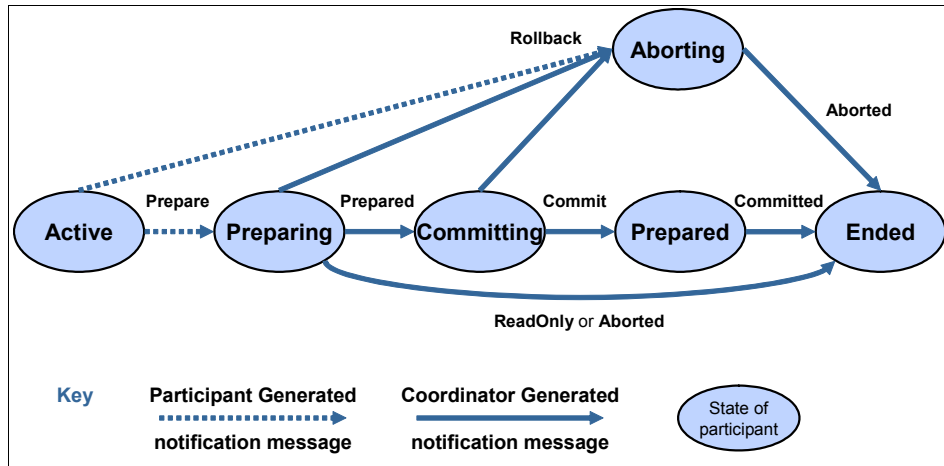 Rollback
Aborting
Aborted
Active
Prepare
Preparing
Prepared
Committing
Commit
Prepared
Committed
Ended
ReadOnly or Aborted
Key
Participant Generated
notification message
Coordinator Generated
notification message
State of
participant